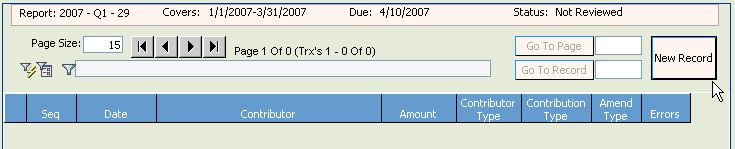 Report: 2007 - Q1 - 29 Covers: 1/1/2007-3/31/2007 Due: 4/10/2007 Status: Not Reviewed
Page Size: 15 Page 1 Of 0 (Trx's 1 - 0 Of 0) Go To Page
New Record
Go To Record
Seq Date Contributor Amount Contributor Type Contribution Type Amend Type Errors